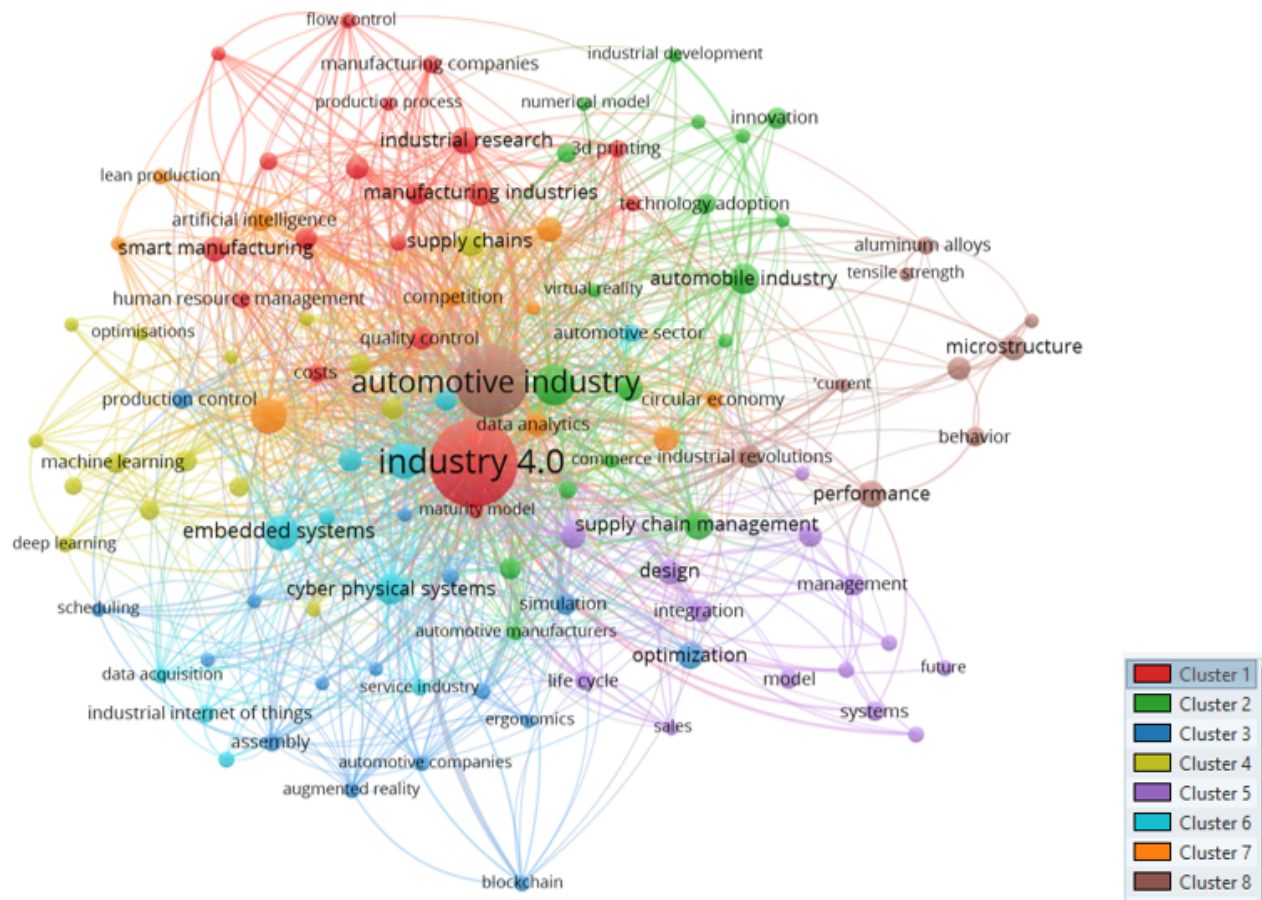 flow control
industrial development
manufacturing companies
production process
numerical model
innovation
industrial research
3d printing
lean production
manufacturing industries
technology adoption
artificial intelligence
smart manufacturing
supply chains
aluminum alloys
tensile strength
automobile industry
virtual reality
human resource management
competition
optimisations
quality control
automotive sector
microstructure
costs
automotive industry
'current
production control
circular economy
data analytics
behavior
machine learning
industry 4.0
commerce
industrial revolutions
performance
maturity model
supply chain management
embedded systems
deep learning
design
management
cyber physical systems
scheduling
simulation
integration
automotive manufacturers
optimization
future
data acquisition
service industry
life cycle
model
industrial internet of things
ergonomics
sales
systems
assembly
automotive companies
augmented reality
blockchain
Cluster 1
Cluster 2
Cluster 3
Cluster 4
Cluster 5
Cluster 6
Cluster 7
Cluster 8